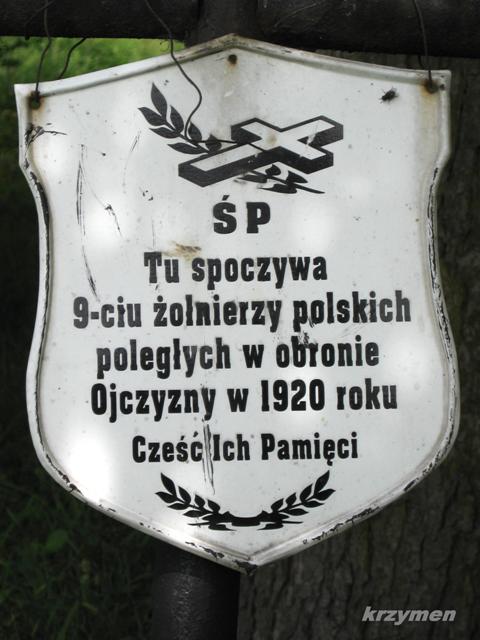 ŚP
Tu spoczywa
9-ciu żołnierzy polskich
poległych w obronie
Ojczyzny w 1920 roku
Cześć Ich Pamięci
krzymen